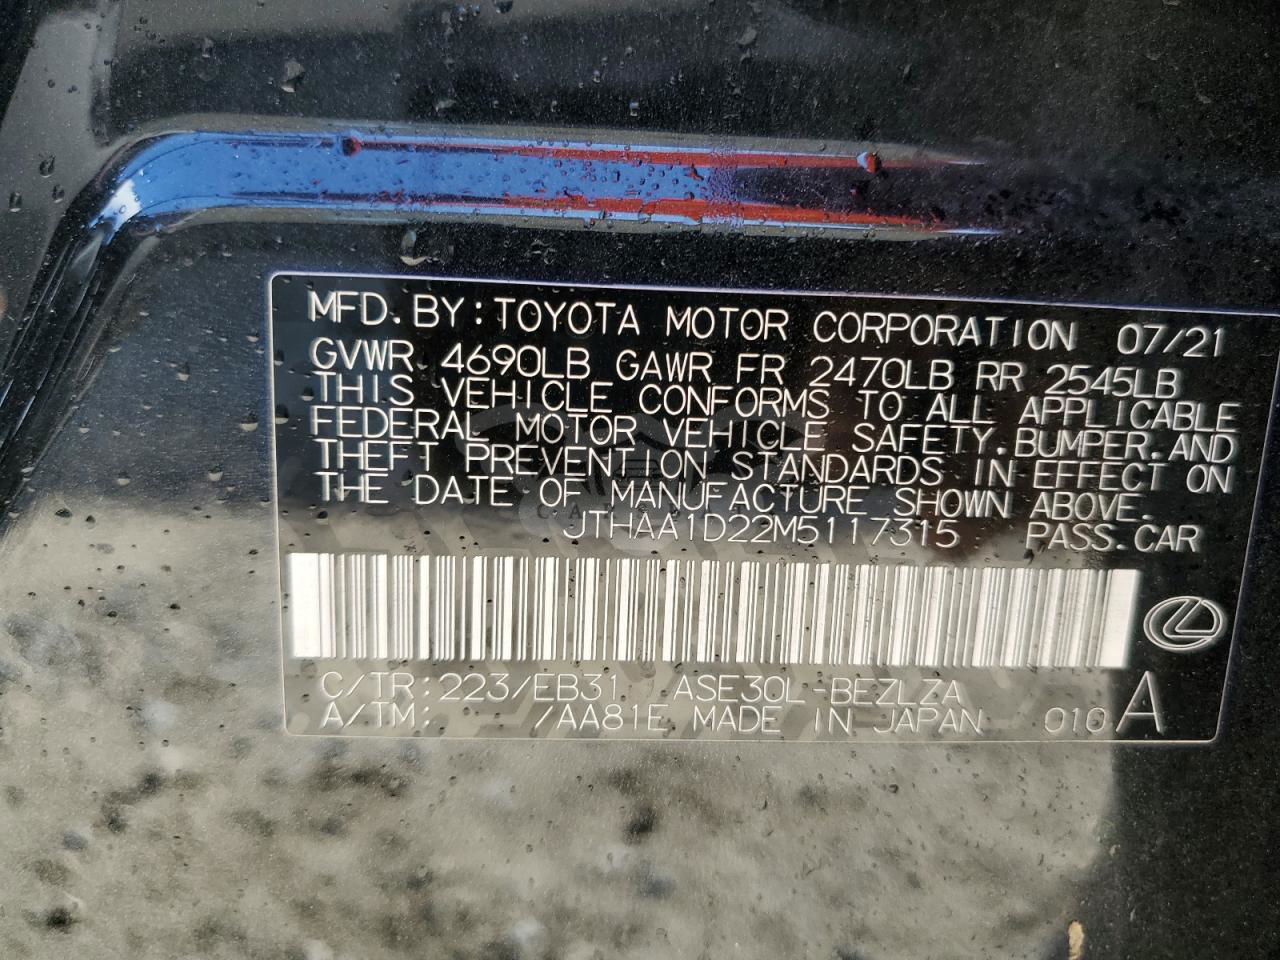 MFD. BY: TOYOTA MOTOR CORPORATION 07/21
GVWR 4690LB GAWR FR 2470LB RR 2545LB
THIS VEHICLE CONFORMS TO ALL APPLICABLE
FEDERAL MOTOR VEHICLE SAFETY. BUMPER. AND
THEFT PREVENTION STANDARDS IN EFFECT ON
THE DATE OF MANUFACTURE SHOWN ABOVE.
JTHAA1D22M5117315 PASS. CAR
C/TR: 223/EB31 ASE30L-BEZLZA
A/TM: /AA81E MADE IN JAPAN 010 A